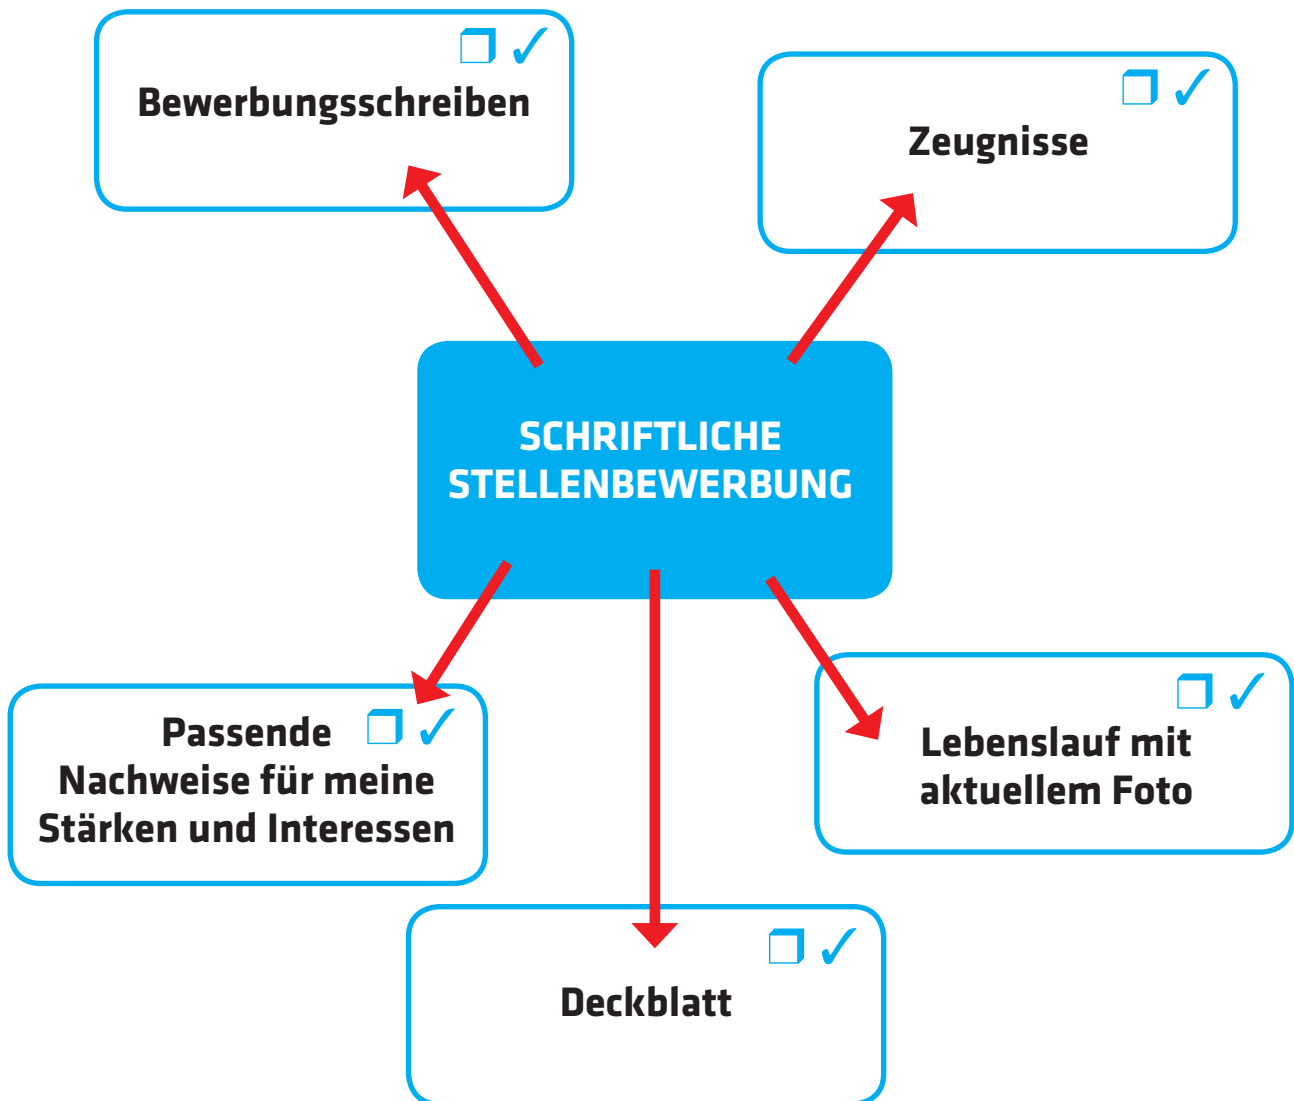 ❐ ✓
Bewerbungsschreiben
❐ ✓
Zeugnisse
SCHRIFTLICHE
STELLENBEWERBUNG
Passende ❐ ✓
Nachweise für meine
Stärken und Interessen
❐ ✓
Lebenslauf mit
aktuellem Foto
❐ ✓
Deckblatt